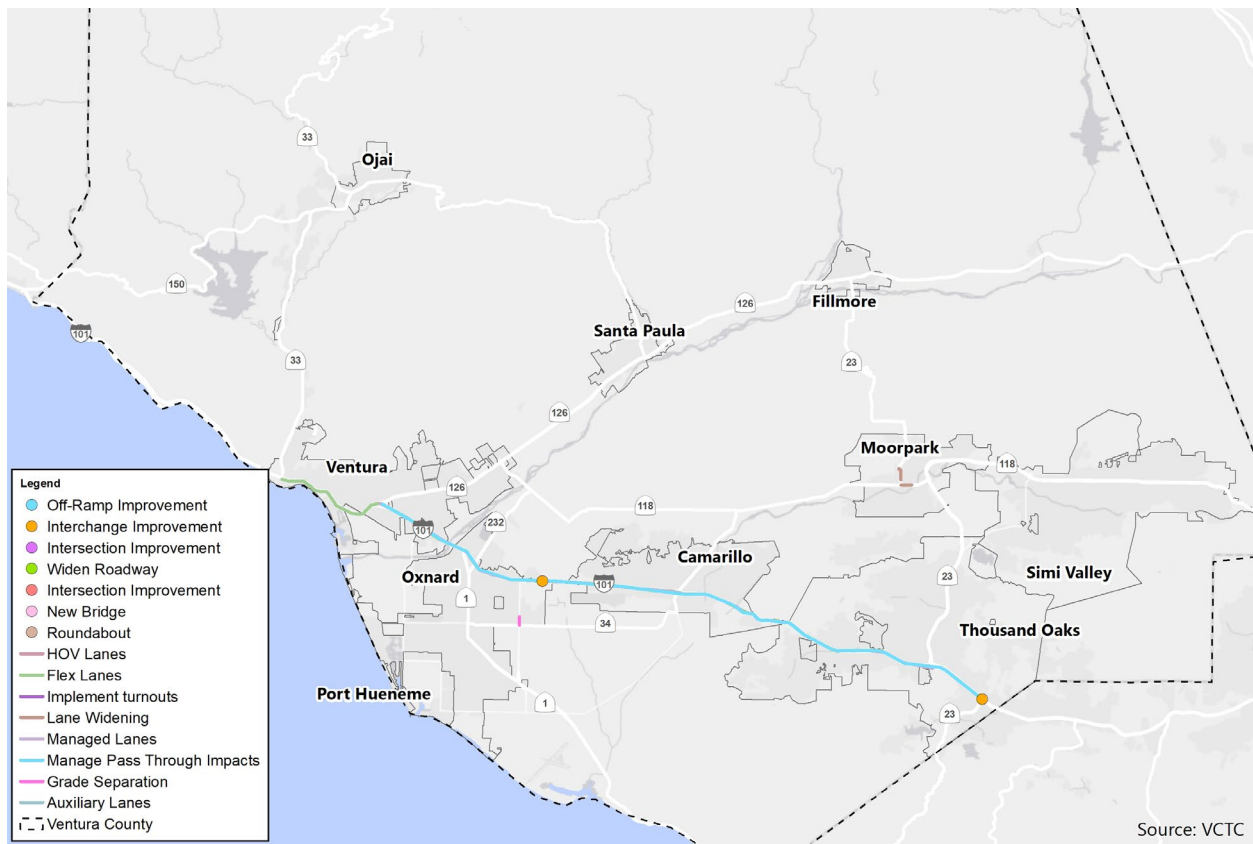 33
Ojai
150
101
126
Fillmore
Santa Paula
33
23
126
Moorpark
118
Ventura
126
118
232
101
Camarillo
Oxnard
101
Simi Valley
23
1
34
Thousand Oaks
Port Hueneme
1
23
Legend
Off-Ramp Improvement
Interchange Improvement
Intersection Improvement
Widen Roadway
Intersection Improvement
New Bridge
Roundabout
HOV Lanes
Flex Lanes
Implement turnouts
Lane Widening
Managed Lanes
Manage Pass Through Impacts
Grade Separation
Auxiliary Lanes
Ventura County
Source: VCTC